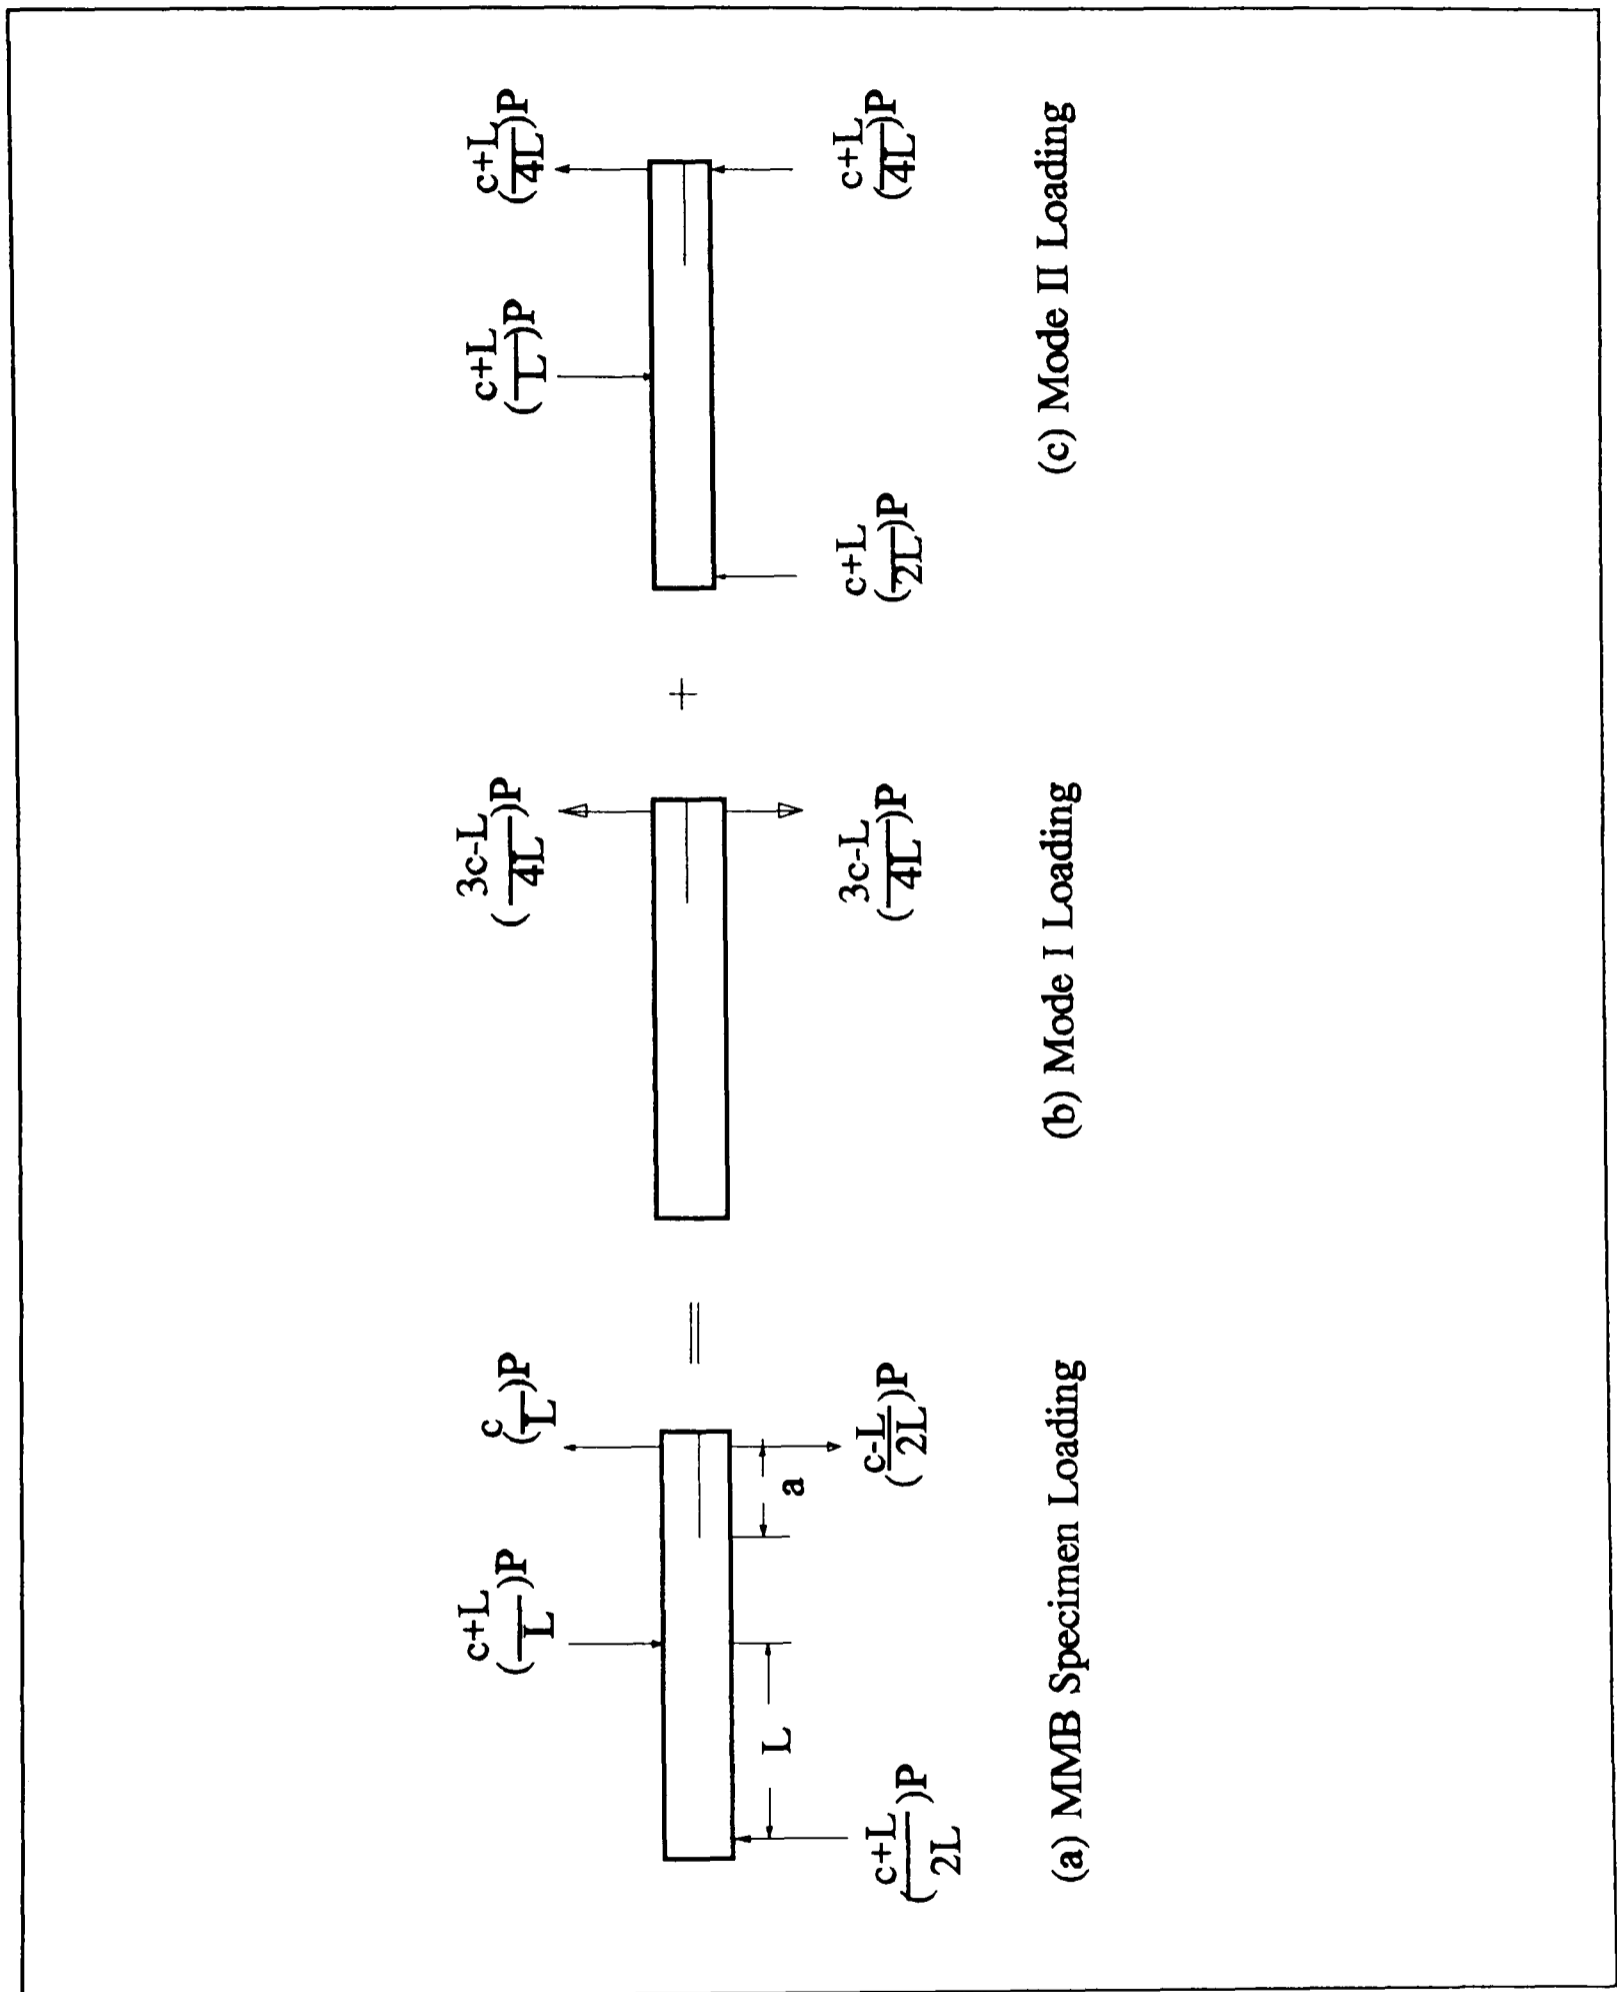 (c+L/L)P
(c/L)P
L
a
(c+L/2L)P
(c-L/2L)P
(a) MMB Specimen Loading
=
(3c-L/4L)P
(3c-L/4L)P
(b) Mode I Loading
+
(c+L/L)P
(c+L/4L)P
(c+L/2L)P
(c+L/4L)P
(c) Mode II Loading